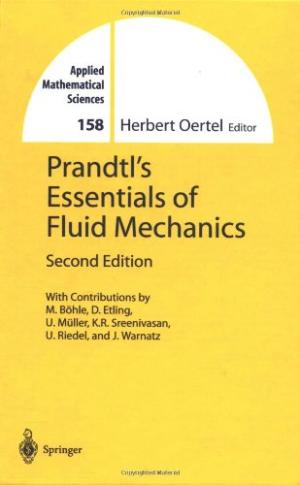 Applied
Mathematical
Sciences
158 Herbert Oertel Editor
Prandtl's
Essentials of
Fluid Mechanics
Second Edition
With Contributions by
M. Böhle, D. Etling,
U. Müller, K.R. Sreenivasan,
U. Riedel, and J. Warnatz
Springer